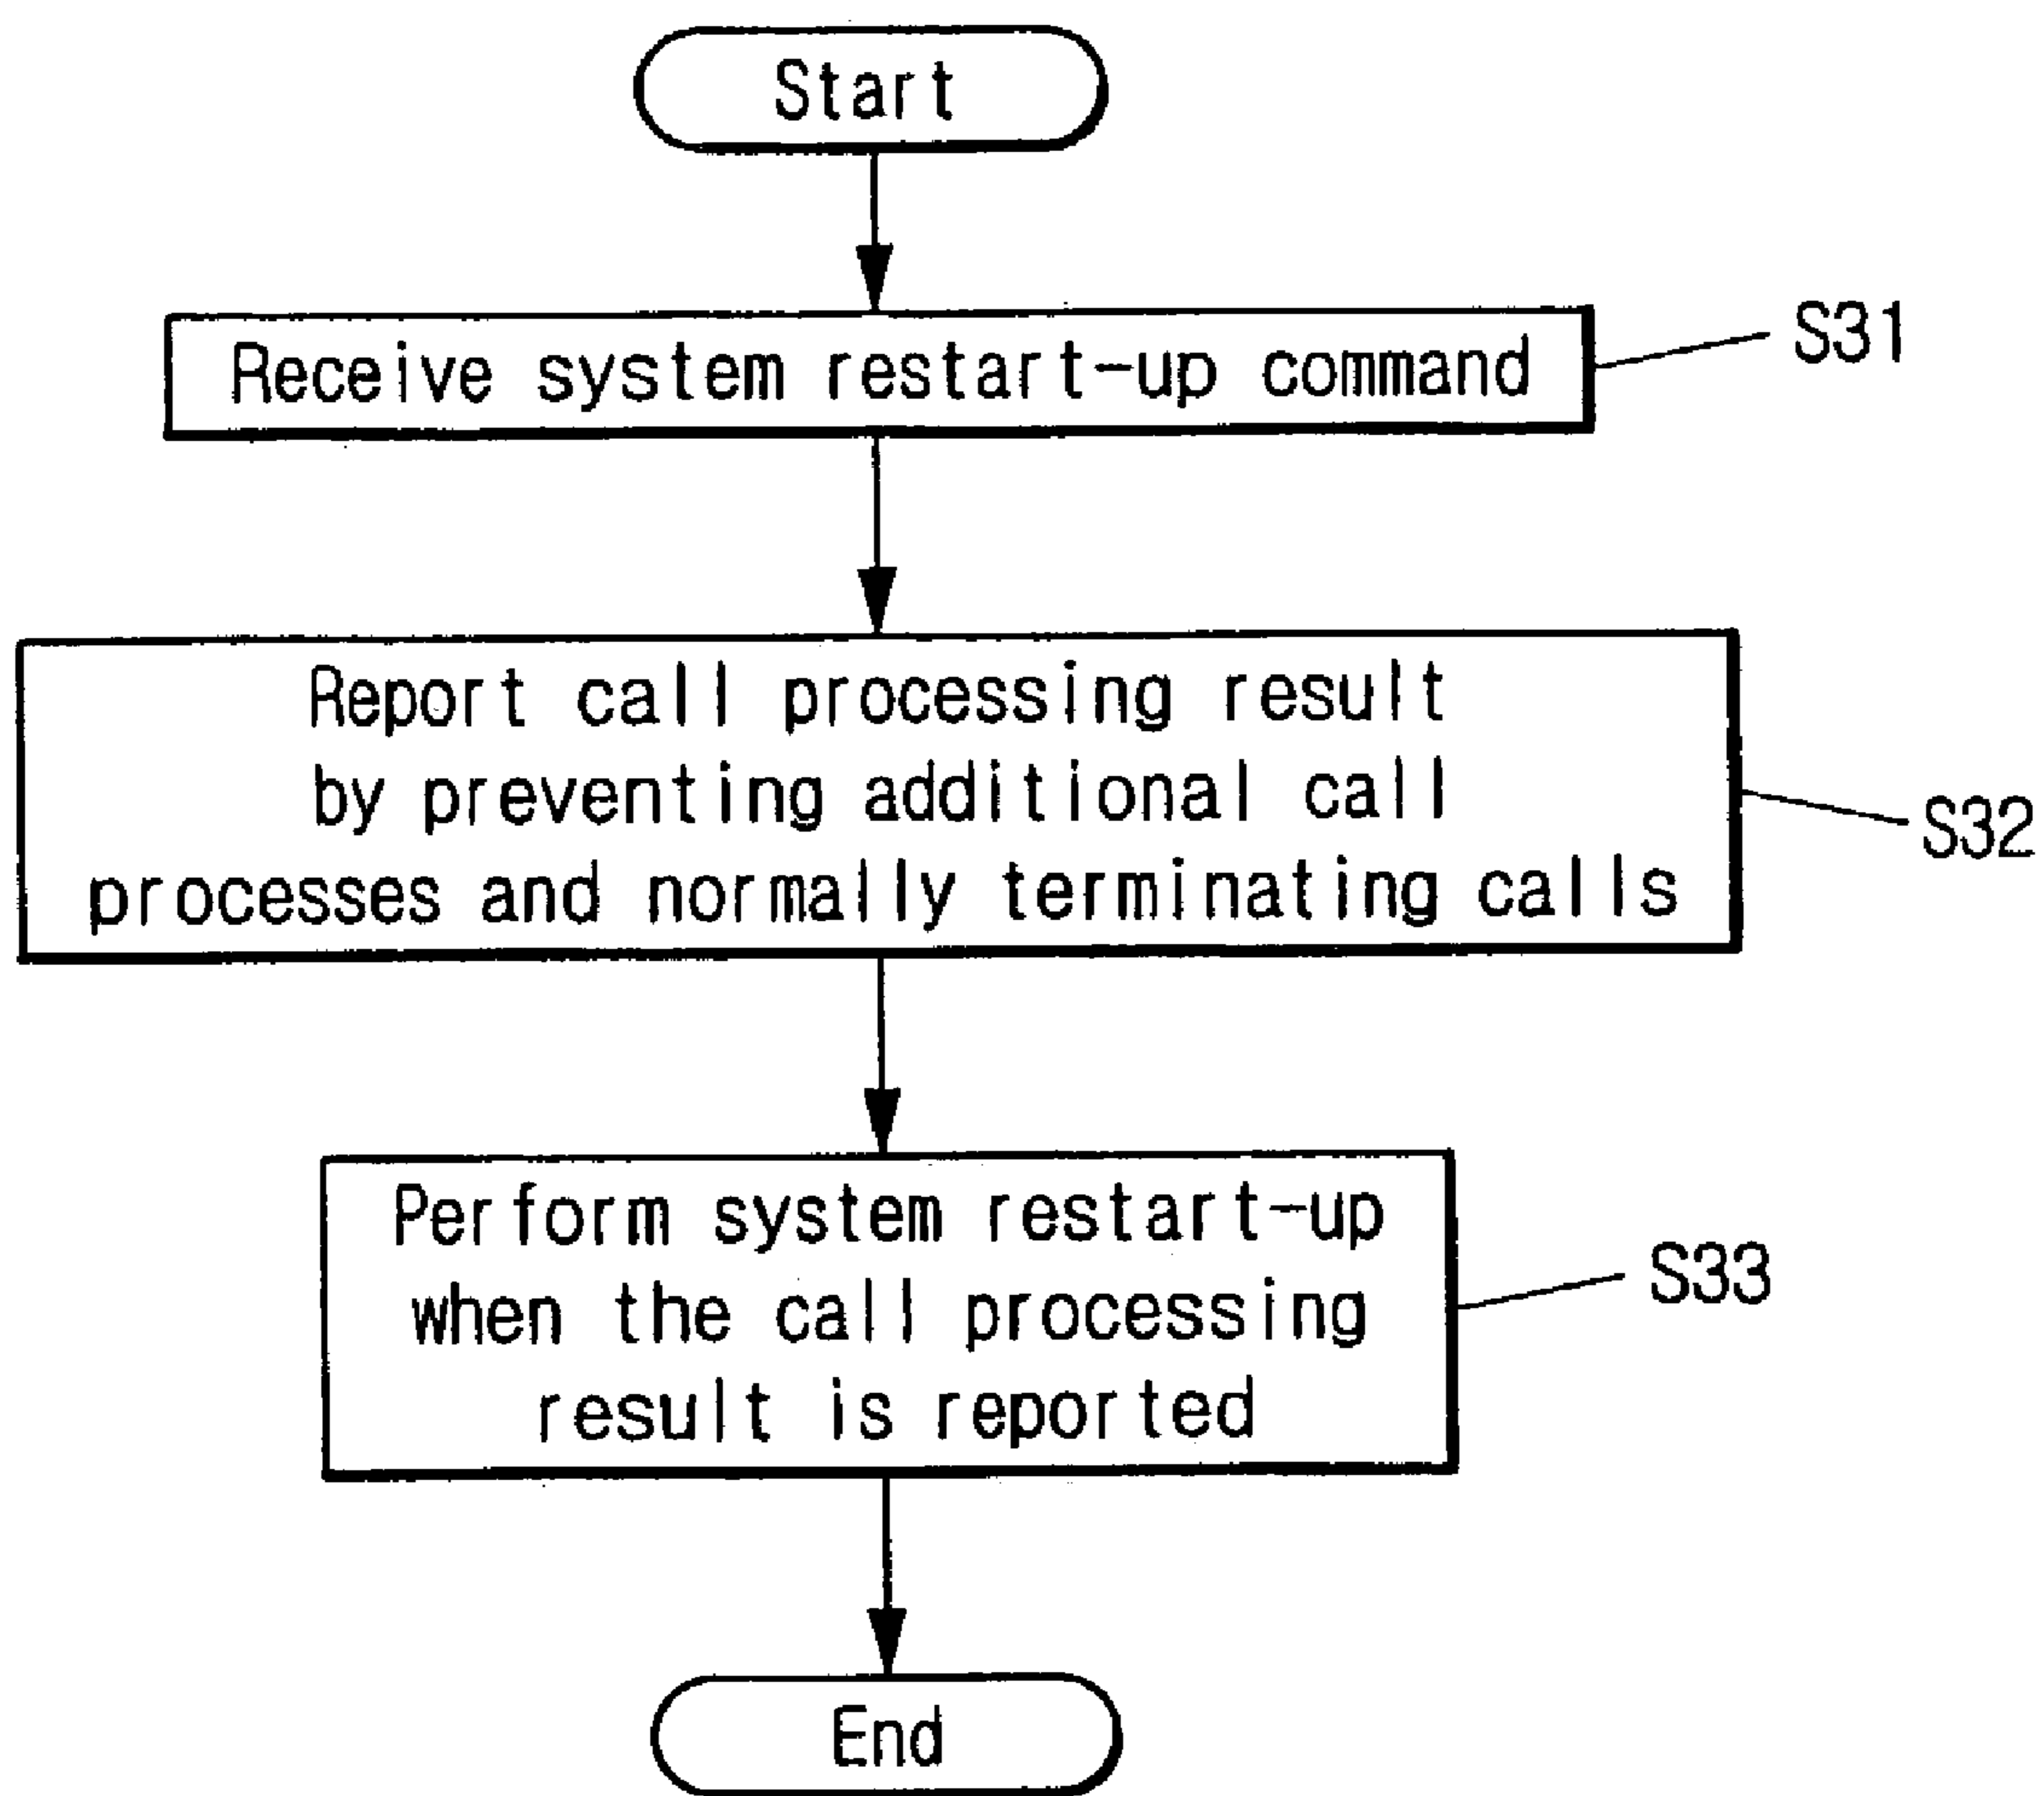 Start
Receive system restart-up command
S31
Report call processing result
by preventing additional call
processes and normally terminating calls
S32
Perform system restart-up
when the call processing
result is reported
S33
End